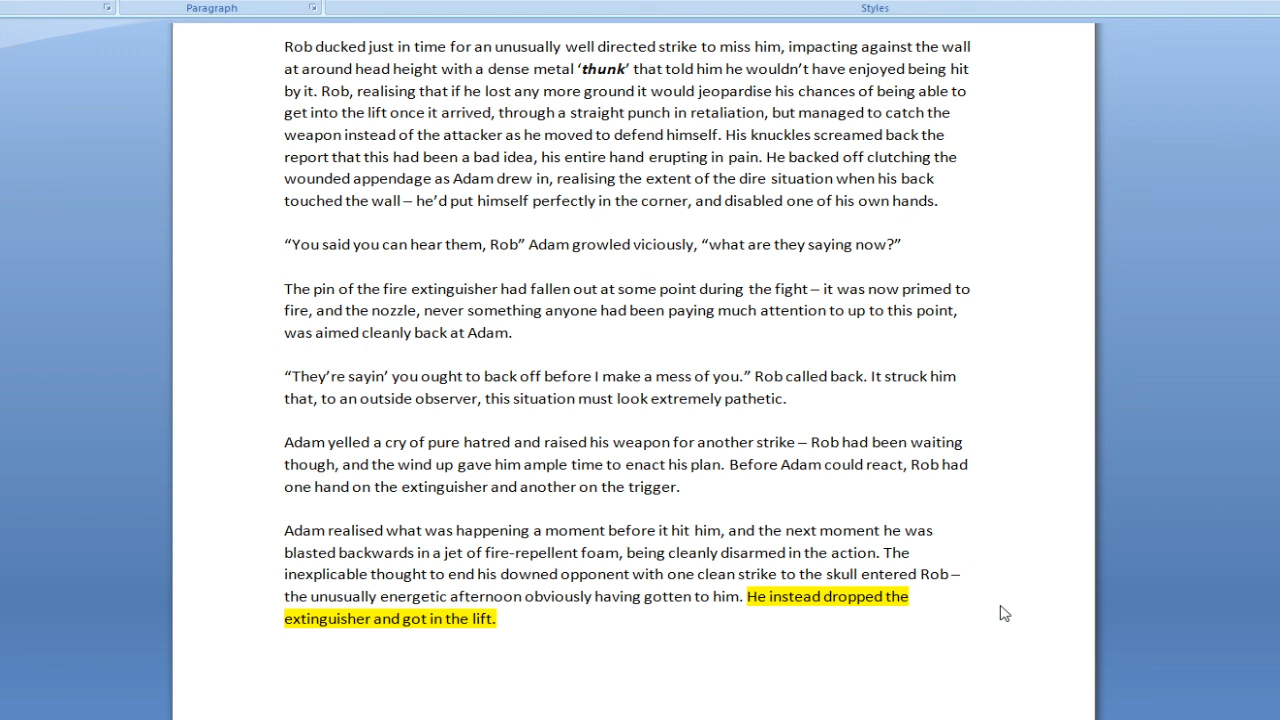 Paragraph Styles
Rob ducked just in time for an unusually well directed strike to miss him, impacting against the wall
at around head height with a dense metal ‘thunk’ that told him he wouldn’t have enjoyed being hit
by it. Rob, realising that if he lost any more ground it would jeopardise his chances of being able to
get into the lift once it arrived, through a straight punch in retaliation, but managed to catch the
weapon instead of the attacker as he moved to defend himself. His knuckles screamed back the
report that this had been a bad idea, his entire hand erupting in pain. He backed off clutching the
wounded appendage as Adam drew in, realising the extent of the dire situation when his back
touched the wall – he’d put himself perfectly in the corner, and disabled one of his own hands.
“You said you can hear them, Rob” Adam growled viciously, “what are they saying now?”
The pin of the fire extinguisher had fallen out at some point during the fight – it was now primed to
fire, and the nozzle, never something anyone had been paying much attention to up to this point,
was aimed cleanly back at Adam.
“They’re sayin’ you ought to back off before I make a mess of you.” Rob called back. It struck him
that, to an outside observer, this situation must look extremely pathetic.
Adam yelled a cry of pure hatred and raised his weapon for another strike – Rob had been waiting
though, and the wind up gave him ample time to enact his plan. Before Adam could react, Rob had
one hand on the extinguisher and another on the trigger.
Adam realised what was happening a moment before it hit him, and the next moment he was
blasted backwards in a jet of fire-repellent foam, being cleanly disarmed in the action. The
inexplicable thought to end his downed opponent with one clean strike to the skull entered Rob –
the unusually energetic afternoon obviously having gotten to him. He instead dropped the
extinguisher and got in the lift.